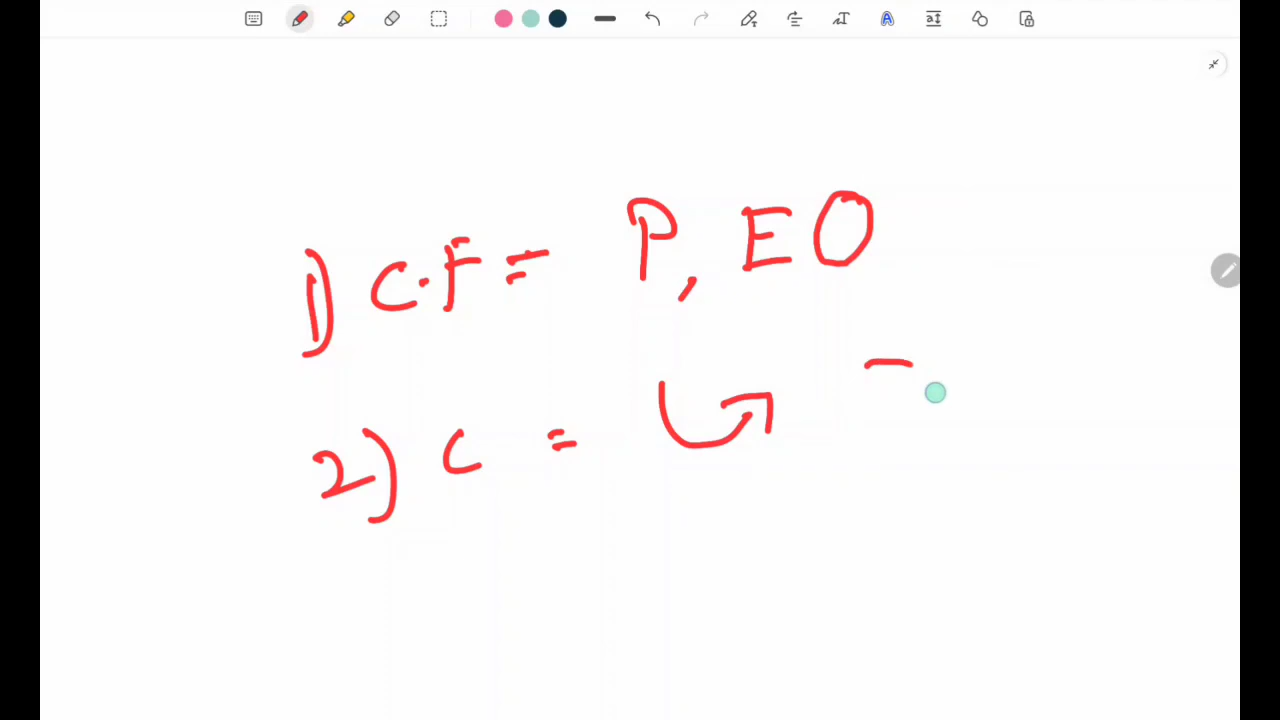 1) C.F = P, EO
2) C =